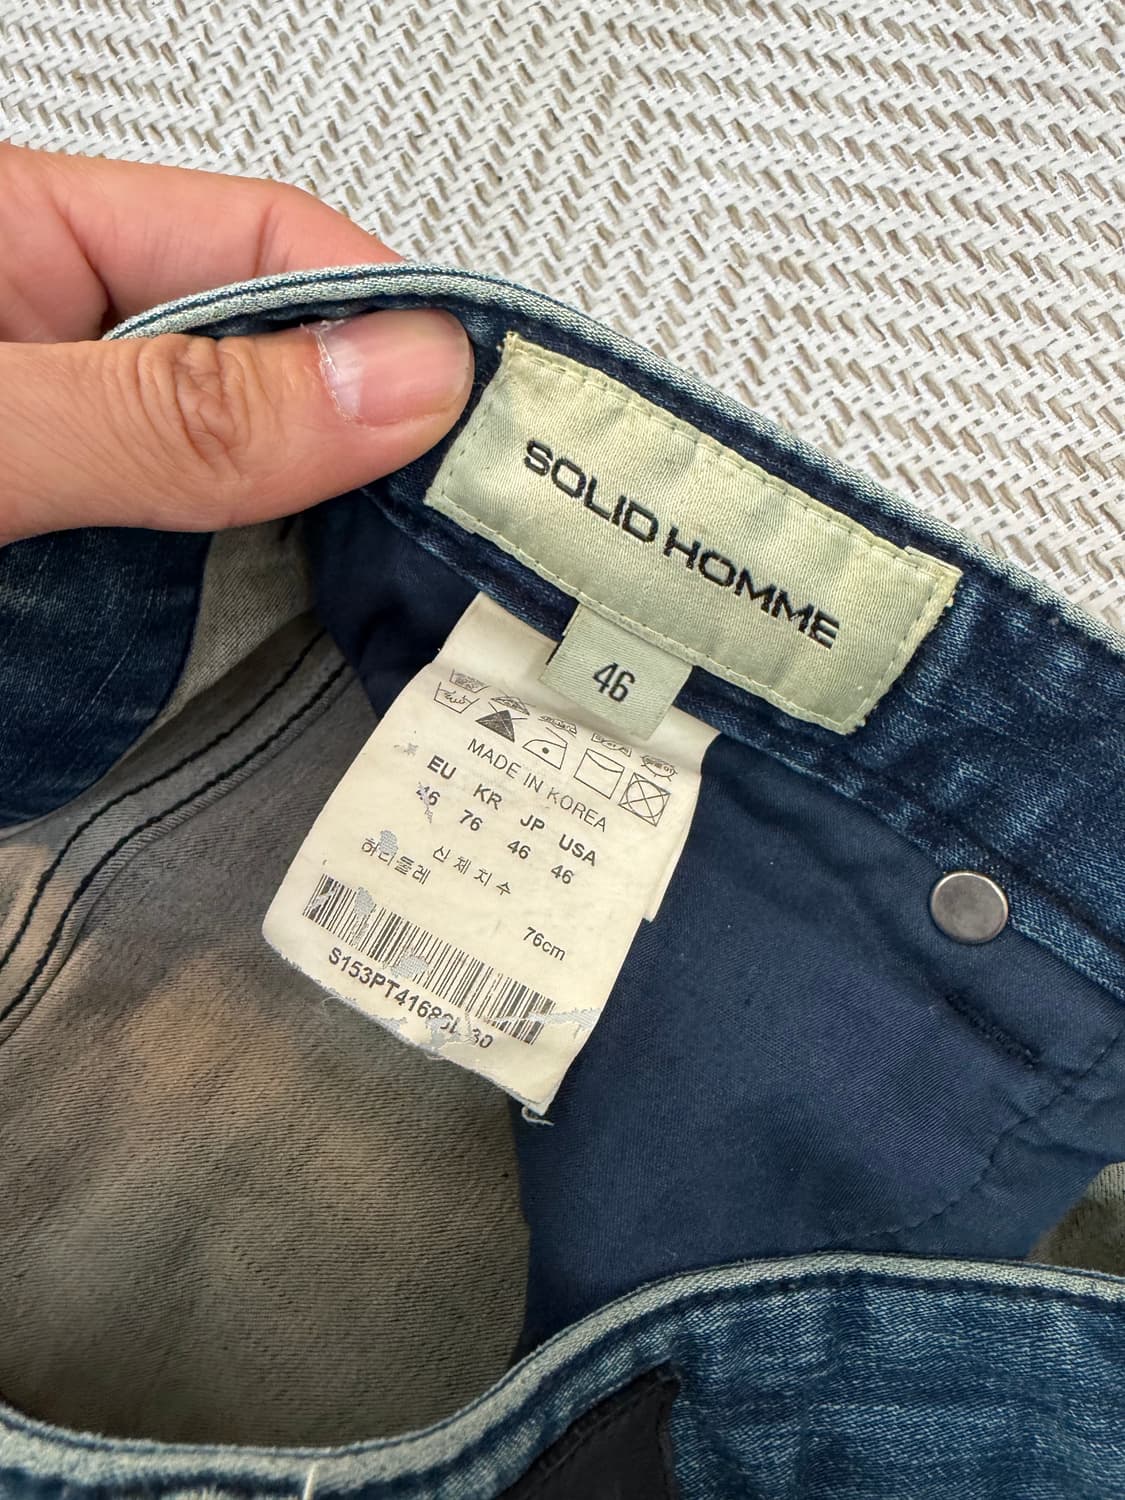 SOLID HOMME
46
MADE IN KOREA
EU KR JP USA
46 76 46 46
신 체 치 수
허리둘레 76cm